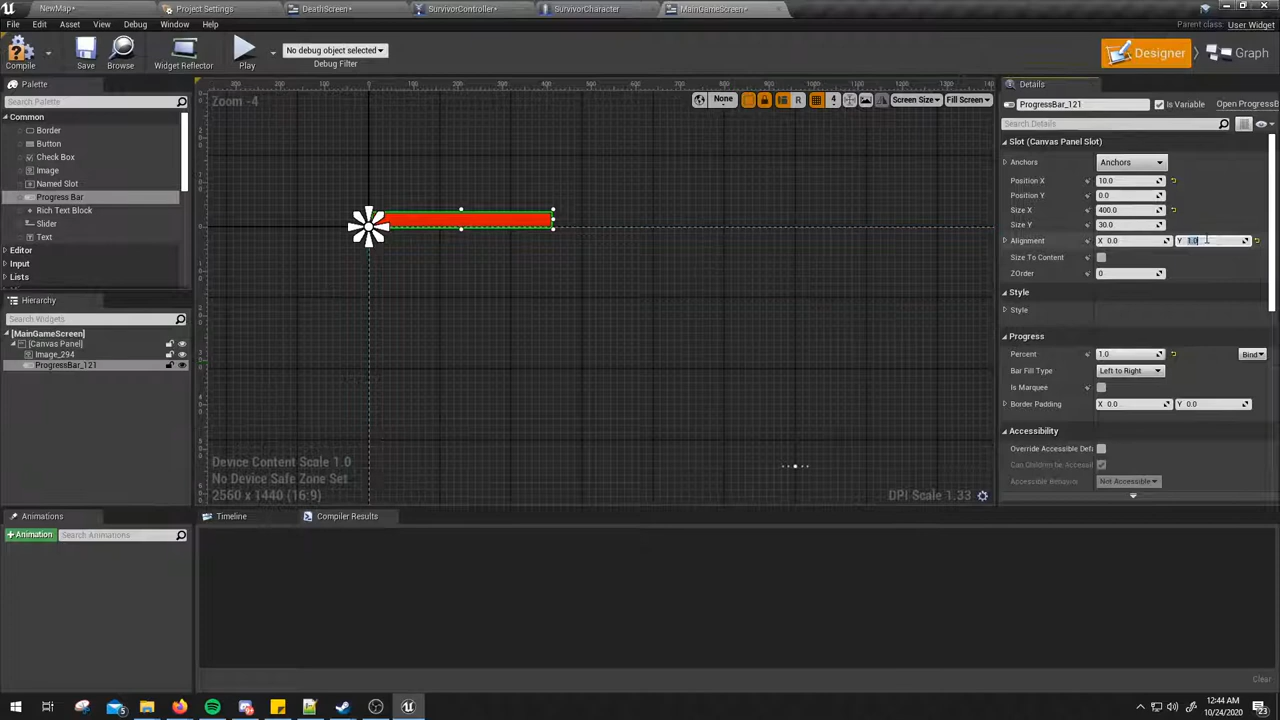 NewMap•
Project Settings
DeathScreen•
SurvivorController•
SurvivorCharacter
MainGameScreen•
File
Edit
Asset
View
Debug
Window
Help
Parent class: User Widget
Compile
Save
Browse
Widget Reflector
Play
No debug object selected
Debug Filter
Designer
Graph
Palette
Search Palette
Common
Border
Button
Check Box
Image
Named Slot
Progress Bar
Rich Text Block
Slider
Text
Editor
Input
Lists
Hierarchy
Search Widgets
[MainGameScreen]
[Canvas Panel]
Image_294
ProgressBar_121
Animations
+Animation
Search Animations
Zoom -4
None
R
4
Screen Size
Fill Screen
Device Content Scale 1.0
No Device Safe Zone Set
2560 x 1440 (16:9)
DPI Scale 1.33
Timeline
Compiler Results
Clear
Details
ProgressBar_121
Is Variable
Open ProgressB
Search Details
Slot (Canvas Panel Slot)
Anchors
Anchors
Position X
10.0
Position Y
0.0
Size X
400.0
Size Y
30.0
Alignment
X 0.0
Y 1.0
Size To Content
ZOrder
0
Style
Style
Progress
Percent
1.0
Bind
Bar Fill Type
Left to Right
Is Marquee
Border Padding
X 0.0
Y 0.0
Accessibility
Override Accessible Def
Can Children be Accessi
Accessible Behavior
Not Accessible
12:44 AM
10/24/2020